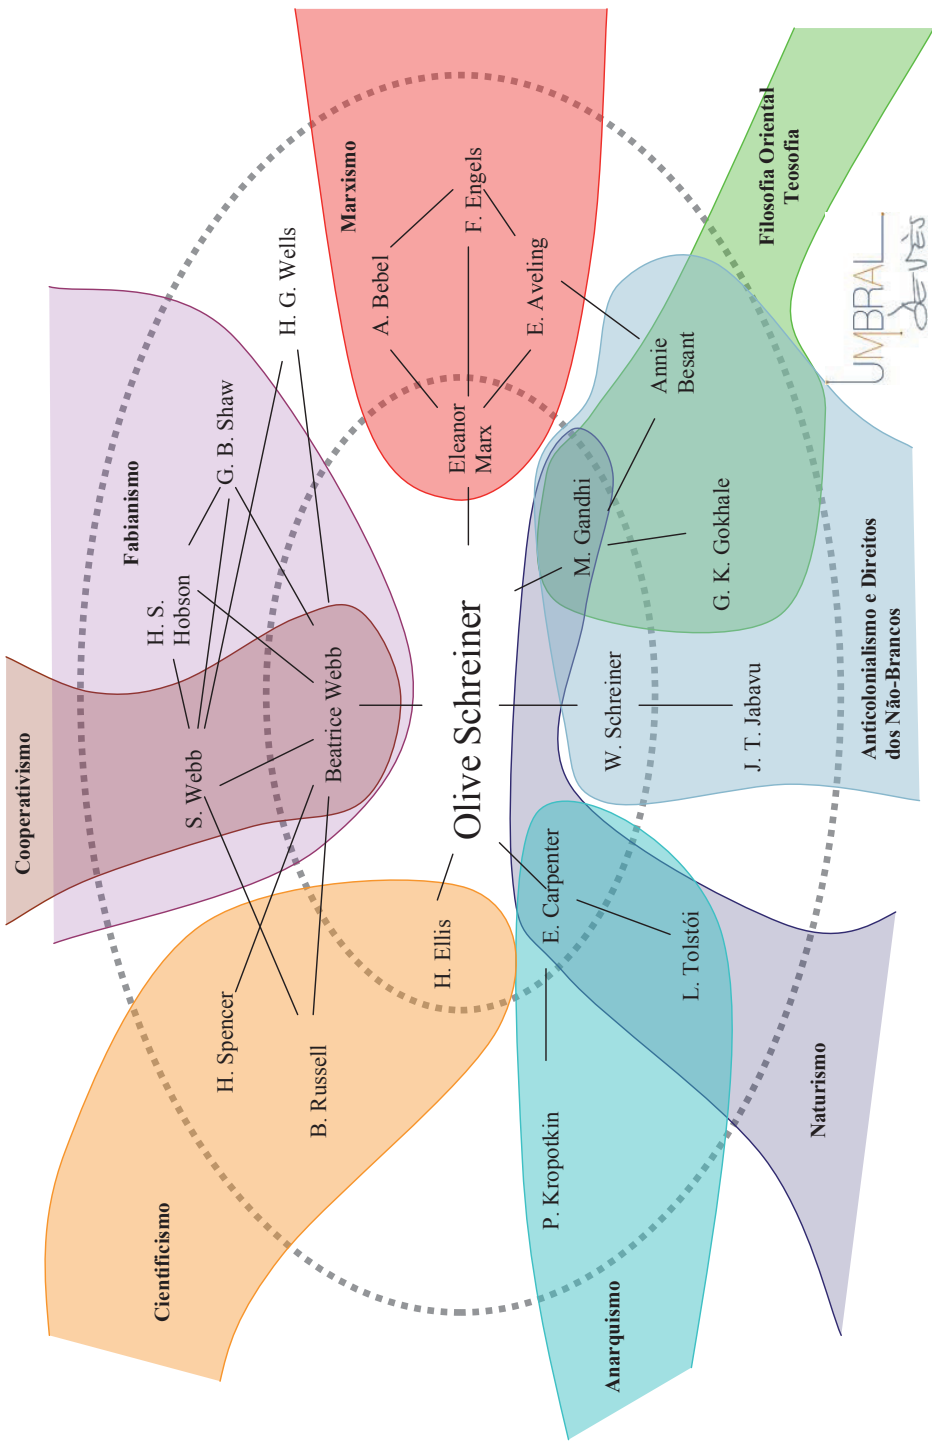 Cooperativismo
Fabianismo
Cientificismo
S. Webb
H. S.
Hobson
G. B. Shaw
H. G. Wells
Marxismo
H. Spencer
B. Russell
Beatrice Webb
A. Bebel
H. Ellis
Olive Schreiner
Eleanor
Marx
F. Engels
E. Aveling
P. Kropotkin
E. Carpenter
M. Gandhi
W. Schreiner
Annie
Besant
L. Tolstói
J. T. Jabavu
G. K. Gokhale
Anarquismo
Naturismo
Anticolonialismo e Direitos
dos Não-Brancos
Filosofia Oriental
Teosofia
UMBRAL